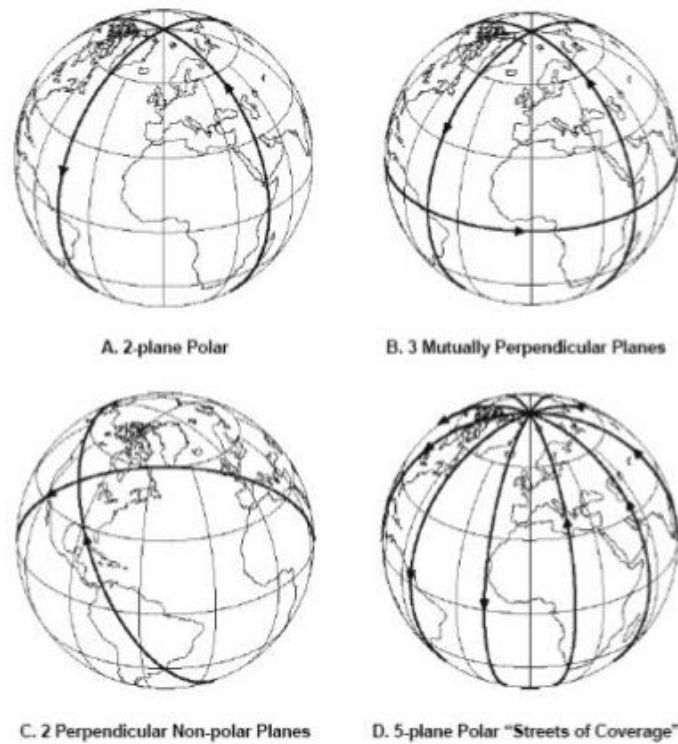 A. 2-plane Polar
B. 3 Mutually Perpendicular Planes
C. 2 Perpendicular Non-polar Planes
D. 5-plane Polar "Streets of Coverage"